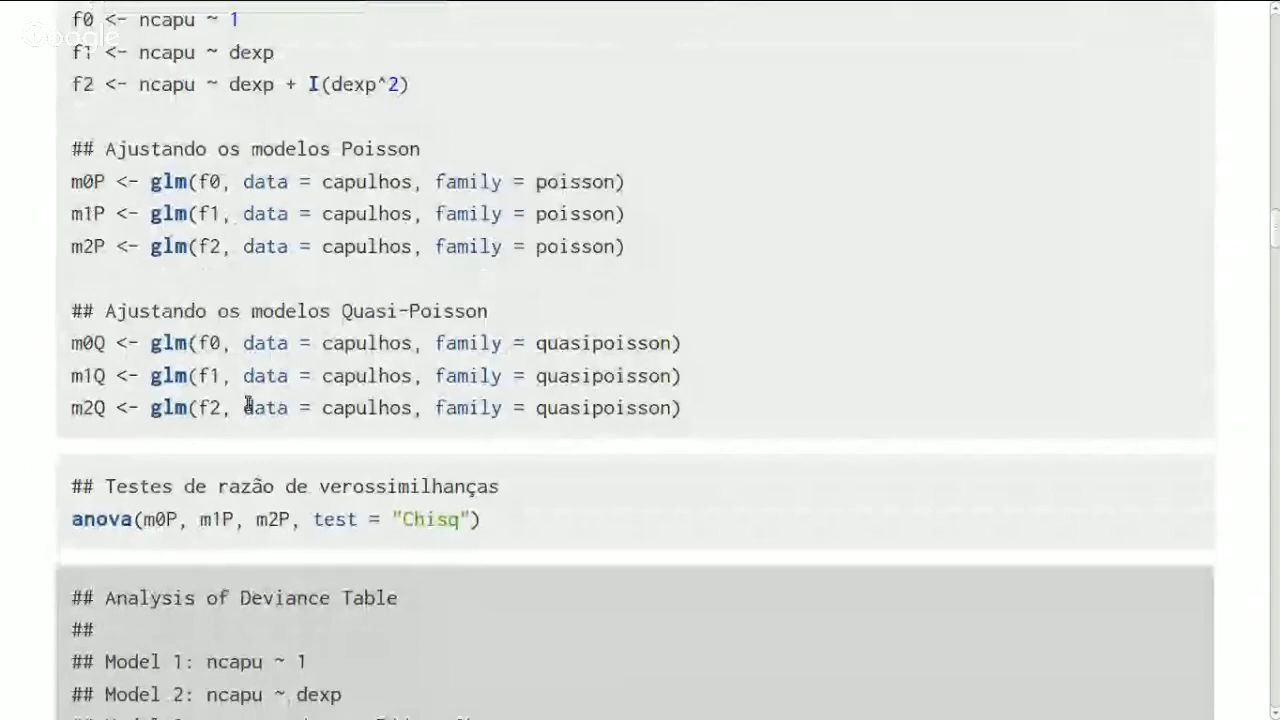 f0 <- ncapu ~ 1
Google
f1 <- ncapu ~ dexp
f2 <- ncapu ~ dexp + I(dexp^2)
## Ajustando os modelos Poisson
m0P <- glm(f0, data = capulhos, family = poisson)
m1P <- glm(f1, data = capulhos, family = poisson)
m2P <- glm(f2, data = capulhos, family = poisson)
## Ajustando os modelos Quasi-Poisson
m0Q <- glm(f0, data = capulhos, family = quasipoisson)
m1Q <- glm(f1, data = capulhos, family = quasipoisson)
m2Q <- glm(f2, data = capulhos, family = quasipoisson)
## Testes de razão de verossimilhanças
anova(m0P, m1P, m2P, test = "Chisq")
## Analysis of Deviance Table
##
## Model 1: ncapu ~ 1
## Model 2: ncapu ~ dexp